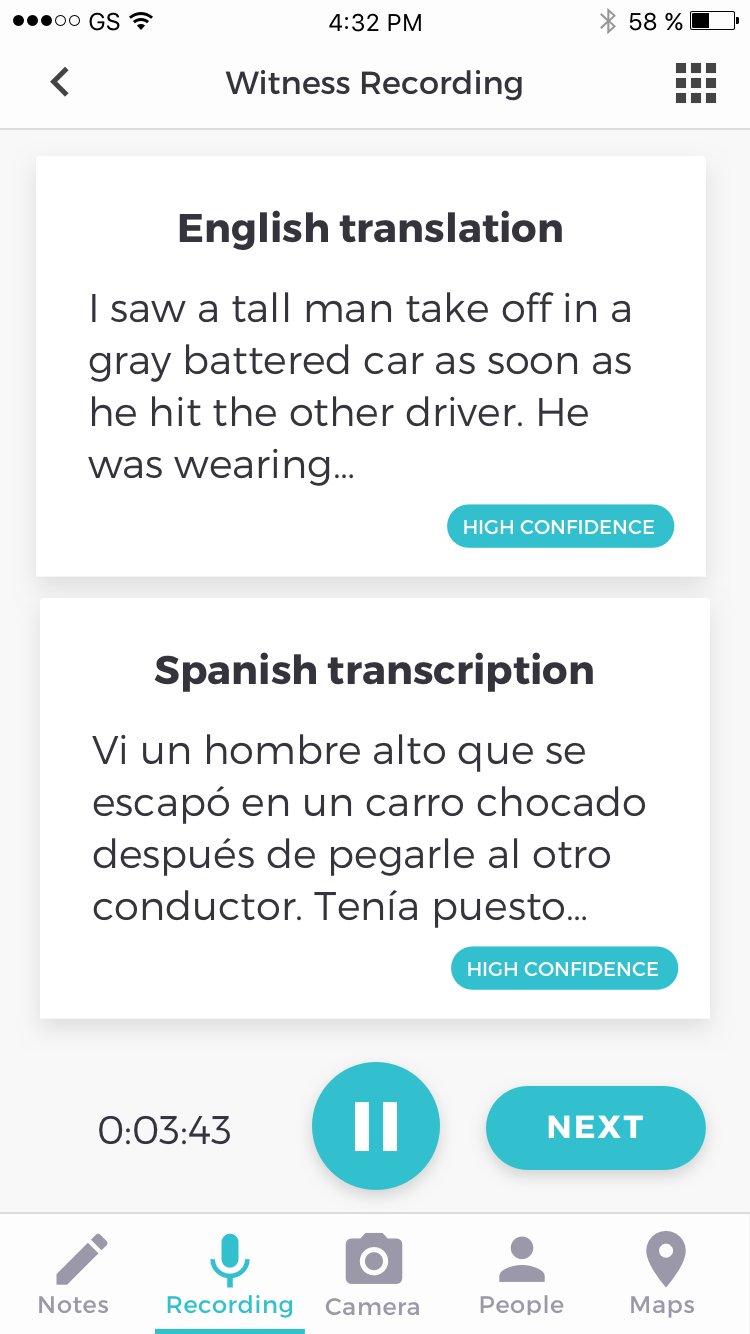 GS 4:32 PM 58 %
Witness Recording
English translation
I saw a tall man take off in a
gray battered car as soon as
he hit the other driver. He
was wearing...
HIGH CONFIDENCE
Spanish transcription
Vi un hombre alto que se
escapó en un carro chocado
después de pegarle al otro
conductor. Tenía puesto...
HIGH CONFIDENCE
0:03:43 NEXT
Notes Recording Camera People Maps